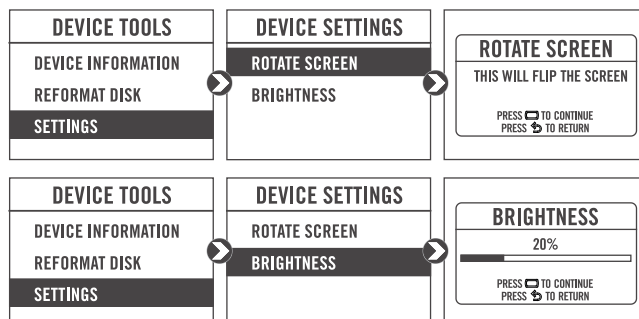 DEVICE TOOLS
DEVICE INFORMATION
REFORMAT DISK
SETTINGS
DEVICE SETTINGS
ROTATE SCREEN
BRIGHTNESS
ROTATE SCREEN
THIS WILL FLIP THE SCREEN
PRESS TO CONTINUE
PRESS TO RETURN
DEVICE TOOLS
DEVICE INFORMATION
REFORMAT DISK
SETTINGS
DEVICE SETTINGS
ROTATE SCREEN
BRIGHTNESS
BRIGHTNESS
20%
PRESS TO CONTINUE
PRESS TO RETURN